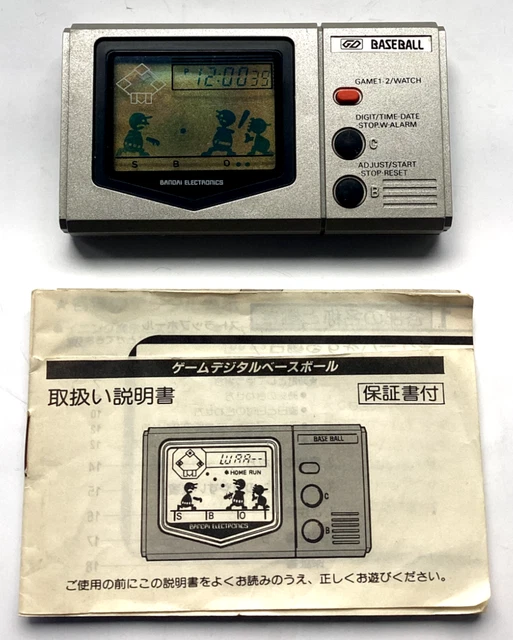 GD BASEBALL
P 12:00 35
GAME1·2/WATCH
DIGIT/TIME·DATE
·STOP.W·ALARM
C
ADJUST/START
·STOP·RESET
B
S B O
BANDAI ELECTRONICS
ゲームデジタルベースボール
取扱い説明書
保証書付
BASE BALL
HOME RUN
C
S B O
B
BANDAI ELECTRONICS
ご使用の前にこの説明書をよくお読みのうえ、正しくお遊びください。